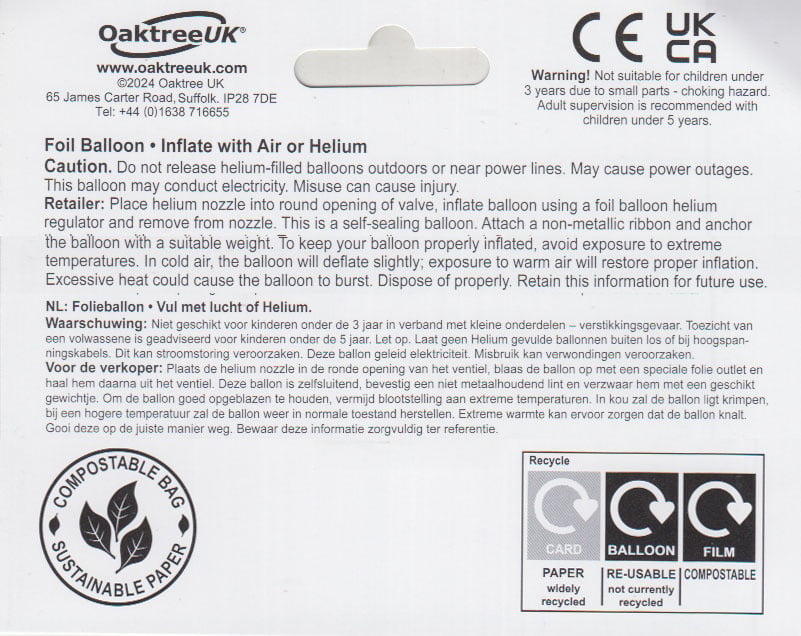 OaktreeUK®
www.oaktreeuk.com
©2024 Oaktree UK
65 James Carter Road, Suffolk. IP28 7DE
Tel: +44 (0)1638 716655
CE UK CA
Warning! Not suitable for children under
3 years due to small parts - choking hazard.
Adult supervision is recommended with
children under 5 years.
Foil Balloon • Inflate with Air or Helium
Caution. Do not release helium-filled balloons outdoors or near power lines. May cause power outages.
This balloon may conduct electricity. Misuse can cause injury.
Retailer: Place helium nozzle into round opening of valve, inflate balloon using a foil balloon helium
regulator and remove from nozzle. This is a self-sealing balloon. Attach a non-metallic ribbon and anchor
the balloon with a suitable weight. To keep your balloon properly inflated, avoid exposure to extreme
temperatures. In cold air, the balloon will deflate slightly; exposure to warm air will restore proper inflation.
Excessive heat could cause the balloon to burst. Dispose of properly. Retain this information for future use.
NL: Folieballon • Vul met lucht of Helium.
Waarschuwing: Niet geschikt voor kinderen onder de 3 jaar in verband met kleine onderdelen – verstikkingsgevaar. Toezicht van
een volwassene is geadviseerd voor kinderen onder de 5 jaar. Let op. Laat geen Helium gevulde ballonnen buiten los of bij hoogspan-
ningskabels. Dit kan stroomstoring veroorzaken. Deze ballon geleid elektriciteit. Misbruik kan verwondingen veroorzaken.
Voor de verkoper: Plaats de helium nozzle in de ronde opening van het ventiel, blaas de ballon op met een speciale folie outlet en
haal hem daarna uit het ventiel. Deze ballon is zelfsluitend, bevestig een niet metaalhoudend lint en verzwaar hem met een geschikt
gewichtje. Om de ballon goed opgeblazen te houden, vermijd blootstelling aan extreme temperaturen. In kou zal de ballon ligt krimpen,
bij een hogere temperatuur zal de ballon weer in normale toestand herstellen. Extreme warmte kan ervoor zorgen dat de ballon knalt.
Gooi deze op de juiste manier weg. Bewaar deze informatie zorgvuldig ter referentie.
COMPOSTABLE BAG
SUSTAINABLE PAPER
Recycle
CARD BALLOON FILM
PAPER RE-USABLE COMPOSTABLE
widely not currently
recycled recycled